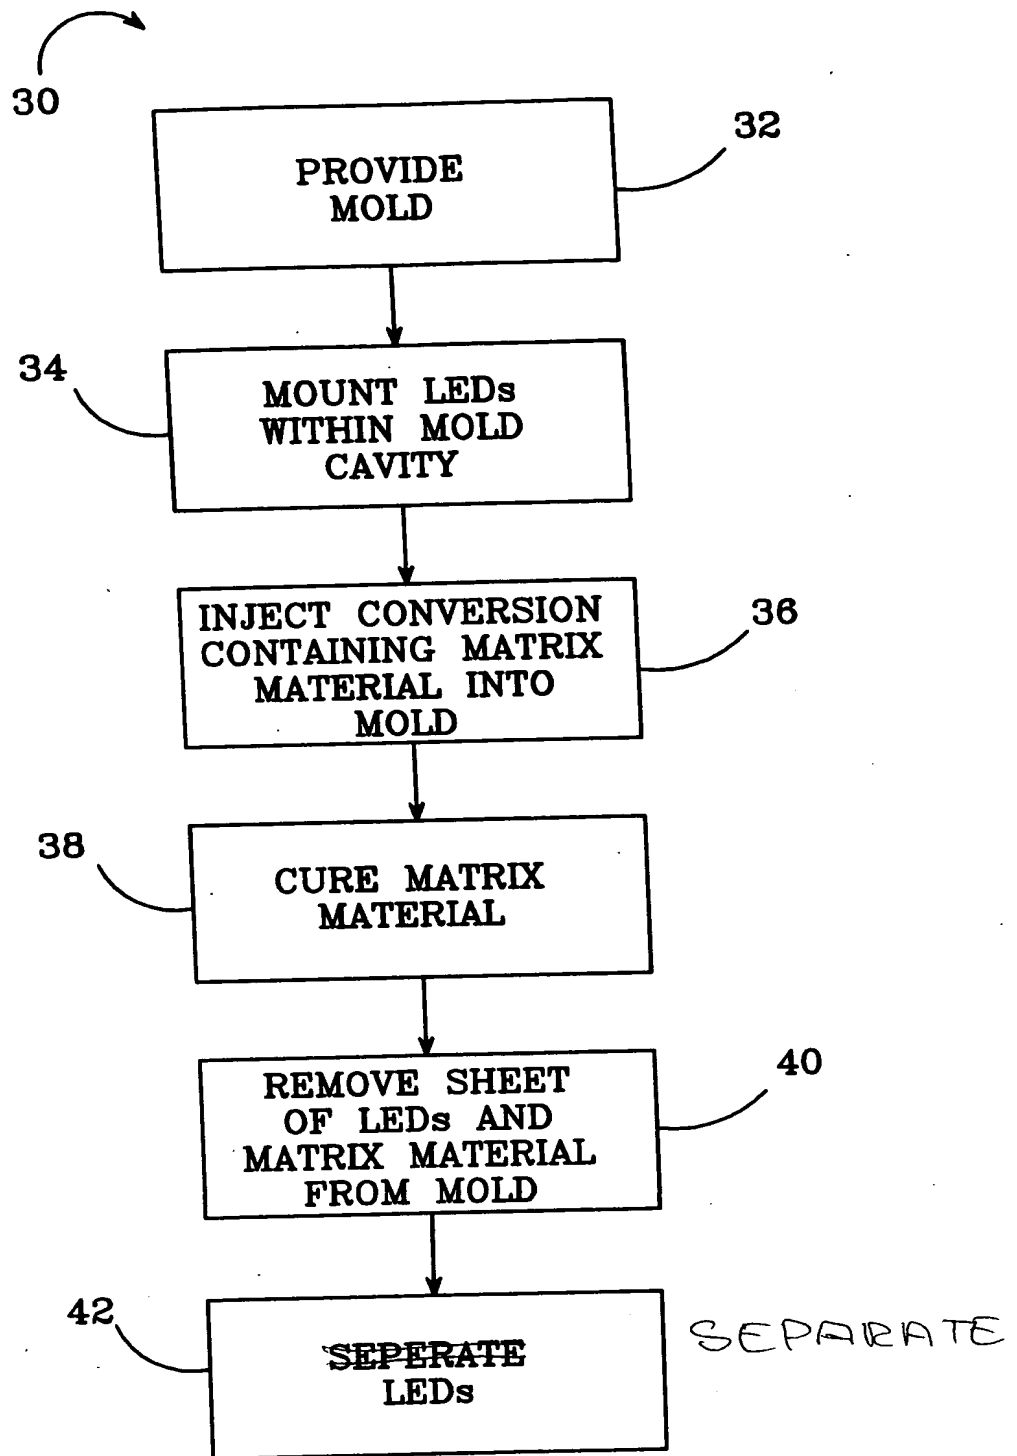 30
PROVIDE
MOLD
32
34
MOUNT LEDs
WITHIN MOLD
CAVITY
INJECT CONVERSION
CONTAINING MATRIX
MATERIAL INTO
MOLD
36
38
CURE MATRIX
MATERIAL
REMOVE SHEET
OF LEDs AND
MATRIX MATERIAL
FROM MOLD
40
42
SEPERATE
LEDs
SEPARATE